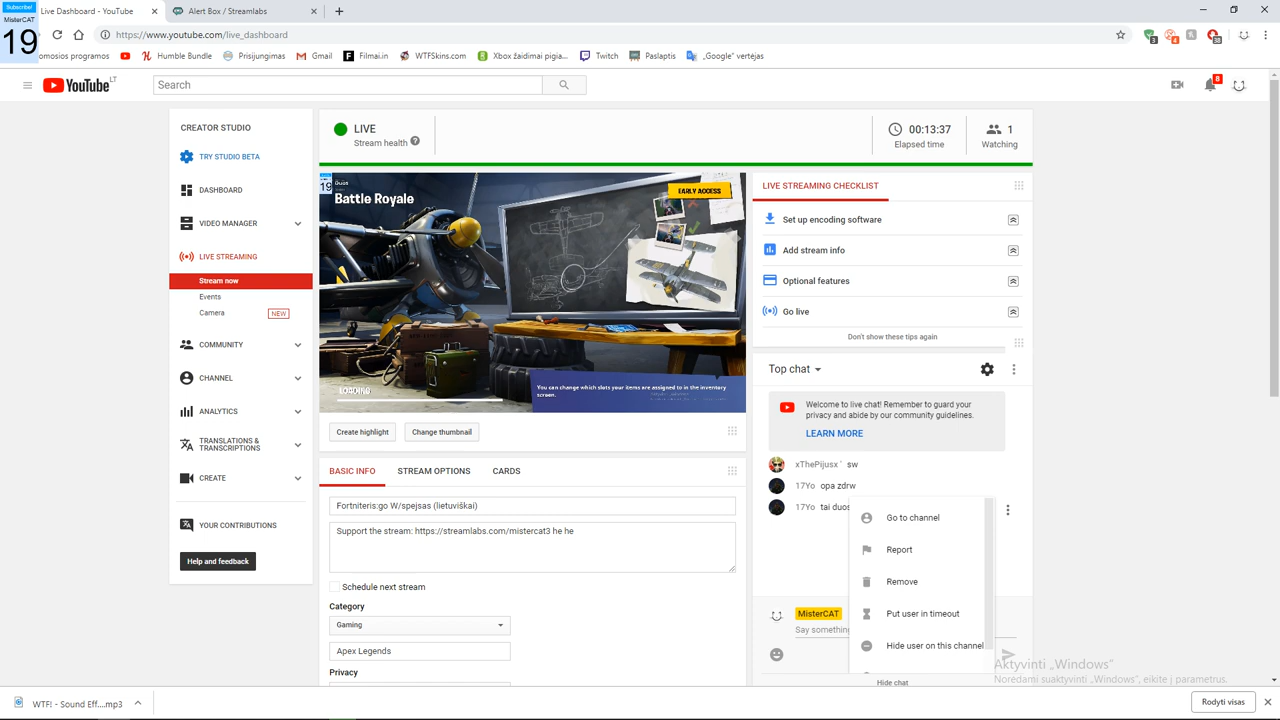 Subscribe!
MisterCAT
19
Live Dashboard - YouTube
Alert Box / Streamlabs
https://www.youtube.com/live_dashboard
3
4
36
omosios programos
Humble Bundle
Prisijungimas
Gmail
Filmai.in
WTFSkins.com
Xbox žaidimai pigia...
Twitch
Paslaptis
„Google“ vertėjas
YouTube LT
Search
8
CREATOR STUDIO
TRY STUDIO BETA
DASHBOARD
VIDEO MANAGER
LIVE STREAMING
Stream now
Events
Camera NEW
COMMUNITY
CHANNEL
ANALYTICS
TRANSLATIONS &
TRANSCRIPTIONS
CREATE
YOUR CONTRIBUTIONS
Help and feedback
LIVE
Stream health ?
00:13:37
Elapsed time
1
Watching
19
Duos
Battle Royale
EARLY ACCESS
LOADING
You can change which slots your items are assigned to in the inventory
screen.
Create highlight
Change thumbnail
BASIC INFO
STREAM OPTIONS
CARDS
Fortniteris:go W/spejsas (lietuviškai)
Support the stream: https://streamlabs.com/mistercat3 he he
Schedule next stream
Category
Gaming
Apex Legends
Privacy
LIVE STREAMING CHECKLIST
Set up encoding software
Add stream info
Optional features
Go live
Don't show these tips again
Top chat
Welcome to live chat! Remember to guard your
privacy and abide by our community guidelines.
LEARN MORE
xThePijusx ' sw
17Yo opa zdrw
17Yo tai duos
Go to channel
Report
Remove
Put user in timeout
Hide user on this channel
MisterCAT
Say something
Hide chat
Aktyvinti „Windows“
Norėdami suaktyvinti „Windows“, eikite į parametrus.
WTF! - Sound Eff....mp3
Rodyti visas